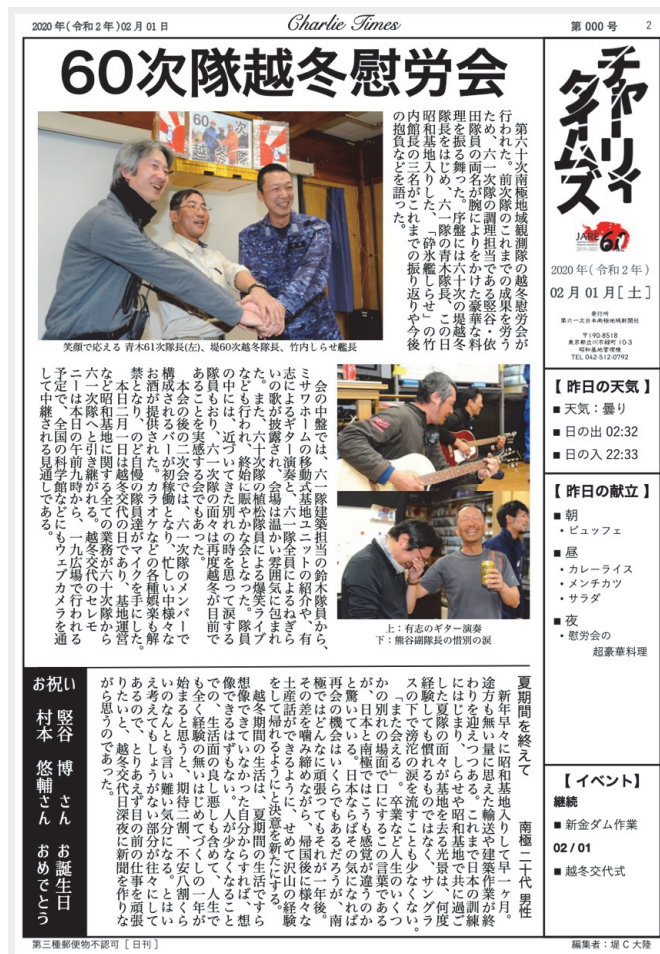 2020年(令和2年)02月01日
Charlie Times
第000号
2
60次隊越冬慰労会
チャーリィ
タイムズ
JARE
61
2020年(令和2年)
02月01日[土]
発行所
第六一次日本南極地域新聞社
〒190-8518
東京都立川市緑町10-3
昭和基地管理棟
TEL 042-512-0792
第六十次南極地域観測隊の越冬慰労会が
行われた。前次隊のこれまでの成果を労う
ため、六一次隊の調理担当である竪谷・依
田隊員の両名が腕によりをかけた豪華な料
理を振る舞った。序盤には六十次の堤越冬
隊長をはじめ、六一隊の青木隊長、この日
昭和基地入りした、「砕氷艦しらせ」の竹
内館長の三名がこれまでの振り返りや今後
の抱負などを語った。
60
次
越
冬
笑顔で応える 青木61次隊長(左)、堤60次越冬隊長、竹内しらせ艦長
会の中盤では、六一隊建築担当の鈴木隊員から、
ミサワホームの移動式基地ユニットの紹介や、有
志によるギター演奏と、六一隊全員によるねぎら
いの歌が披露され、会場は温かい雰囲気に包まれ
た。また、六十次隊の植松隊員による爆笑ライブ
なども行われ、終始に賑やかな会となった。隊員
の中には、近づいてきた別れの時を思って涙する
隊員もおり、六一次隊の面々は再度越冬が目前で
あることを実感する会でもあった。
本会の後の二次会では、六一次隊のメンバーで
構成されるバーが初稼働となり、忙しい中様々な
お酒が提供された。カラオケなどの各種娯楽も解
禁となり、のど自慢の隊員達がマイクを手にした。
本日二月一日は越冬交代の日であり、基地運営
など昭和基地に関する全ての業務が六十次隊から
六一次隊へと引き継がれる。越冬交代のセレモ
ニーは本日の午前九時から、一九広場で行われる
予定で、全国の科学館などにもウェブカメラを通
して中継される見通しである。
上：有志のギター演奏
下：熊谷副隊長の惜別の涙
【昨日の天気】
■ 天気：曇り
■ 日の出 02:32
■ 日の入 22:33
【昨日の献立】
■ 朝
・ビュッフェ
■ 昼
・カレーライス
・メンチカツ
・サラダ
■ 夜
・慰労会の
超豪華料理
【イベント】
継続
■ 新金ダム作業
02/01
■ 越冬交代式
夏期間を終えて　南極二十代男性
新年早々に昭和基地入りして早一ヶ月。
途方も無い量に思えた輸送や建築作業が終
わりを迎えつつある。これまで日本の訓練
にはじまり、しらせや昭和基地で共に過ご
した夏隊の面々が基地を去る光景は、何度
経験しても慣れるものではなく、サングラ
スの下で滂沱の涙を流すことも少なくない。
「また会える」。卒業など人生のいくつ
かの別れの場面で口にするこの言葉である
が、日本と南極ではこうも感覚が違うのか
と驚いている。日本ならばその気になれば
再会の機会はいくらでもあるだろうが、南
極ではどんなに頑張ってもそれが一年後。
その差を噛み締めながら、帰国後に様々な
土産話ができるように、せめて沢山の経験
をして帰れるようにと決意を新たにする。
越冬期間の生活は、夏期間の生活ですら
想像できていなかった自分からすれば、想
像できるはずもない。人が少なくなること
での、生活面の良し悪しも含めて、人生で
も全く経験の無いはじめてづくしの一年が
始まると思うと、期待二割、不安八割くら
いのなんとも言い難い気分になる。とはい
え考えてもしょうがない部分が往々にして
あるので、とりあえず目の前の仕事を頑張
りたいと、越冬交代日深夜に新聞を作りな
がら思うのであった。
お祝い　竪谷　博　さん　お誕生日
村本　悠輔さん　おめでとう
第三種郵便物不認可 [日刊]
編集者：堤C大陸